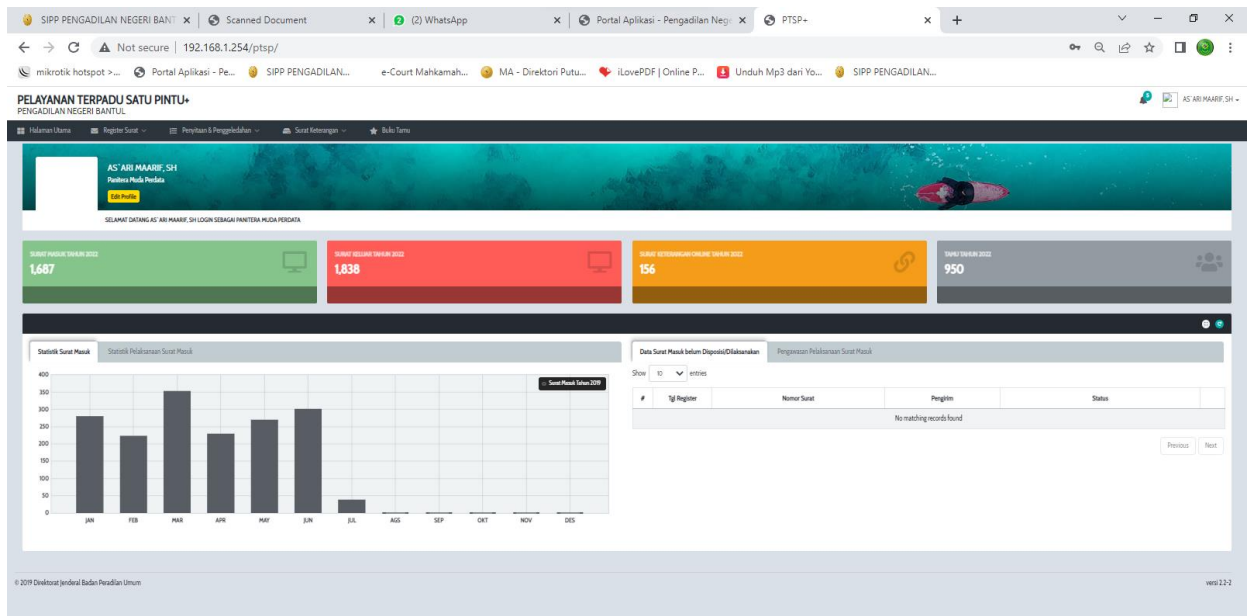 SIPP PENGADILAN NEGERI BANT
Scanned Document
(2) WhatsApp
Portal Aplikasi - Pengadilan Neg
PTSP+
Not secure | 192.168.1.254/ptsp/
mikrotik hotspot >...
Portal Aplikasi - Pe...
SIPP PENGADILAN...
e-Court Mahkamah...
MA - Direktori Putu...
iLovePDF | Online P...
Unduh Mp3 dari Yo...
SIPP PENGADILAN...
PELAYANAN TERPADU SATU PINTU+
PENGADILAN NEGERI BANTUL
AS`ARI MAARIF, SH
Halaman Utama
Register Surat
Penyitaan & Penggeledahan
Surat Keterangan
Buku Tamu
AS`ARI MAARIF, SH
Panitera Muda Perdata
Edit Profile
SELAMAT DATANG AS`ARI MAARIF, SH LOGIN SEBAGAI PANITERA MUDA PERDATA
SURAT MASUK TAHUN 2022
1,687
SURAT KELUAR TAHUN 2022
1,838
SURAT KETERANGAN ONLINE TAHUN 2022
156
TAMU TAHUN 2022
950
Statistik Surat Masuk
Statistik Pelaksanaan Surat Masuk
Surat Masuk Tahun 2019
400
350
300
250
200
150
100
50
0
JAN FEB MAR APR MAY JUN JUL AGS SEP OKT NOV DES
Data Surat Masuk belum Disposisi/Dilaksanakan
Pengawasan Pelaksanaan Surat Masuk
Show 10 entries
# Tgl Register Nomor Surat Pengirim Status
No matching records found
Previous Next
© 2019 Direktorat Jenderal Badan Peradilan Umum
versi 2.2-2